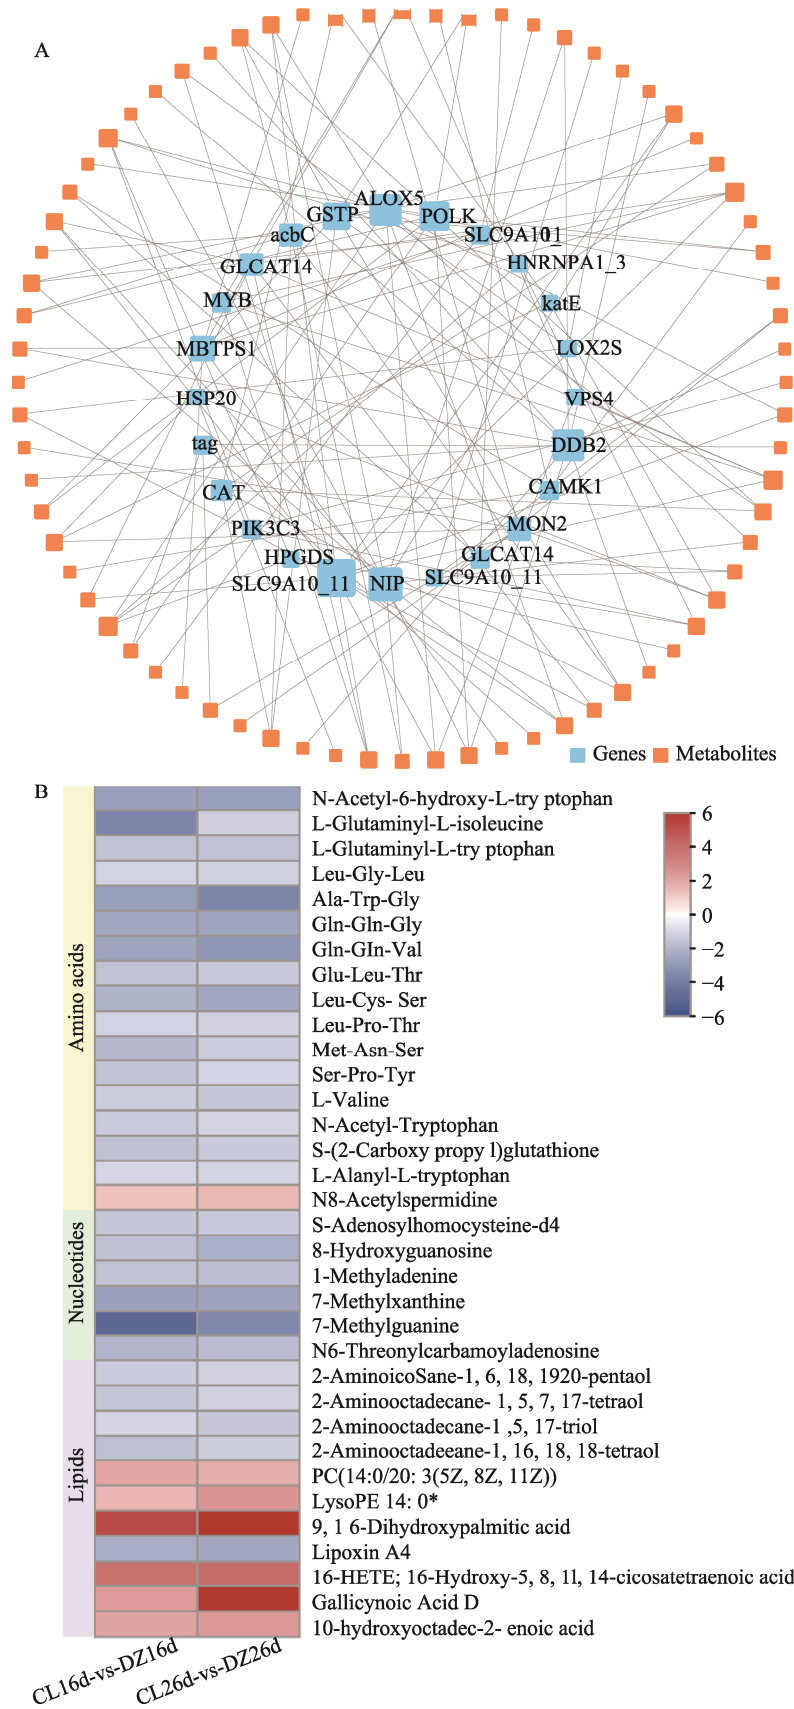 A
ALOX5
GSTP
POLK
acbC
SLC9A10_11
GLCAT14
HNRNPA1_3
MYB
katE
MBTPS1
LOX2S
HSP20
VPS4
tag
DDB2
CAT
CAMK1
PIK3C3
MON2
HPGDS
GLCAT14
SLC9A10_11
NIP
SLC9A10_11
Genes
Metabolites
B
N-Acetyl-6-hydroxy-L-try ptophan
L-Glutaminyl-L-isoleucine
L-Glutaminyl-L-try ptophan
Leu-Gly-Leu
Ala-Trp-Gly
Gln-Gln-Gly
Gln-GIn-Val
Glu-Leu-Thr
Leu-Cys- Ser
Leu-Pro-Thr
Met-Asn-Ser
Ser-Pro-Tyr
L-Valine
N-Acetyl-Tryptophan
S-(2-Carboxy propy l)glutathione
L-Alanyl-L-tryptophan
N8-Acetylspermidine
S-Adenosylhomocysteine-d4
8-Hydroxyguanosine
1-Methyladenine
7-Methylxanthine
7-Methylguanine
N6-Threonylcarbamoyladenosine
2-AminoicoSane-1, 6, 18, 1920-pentaol
2-Aminooctadecane- 1, 5, 7, 17-tetraol
2-Aminooctadecane-1 ,5, 17-triol
2-Aminooctadeeane-1, 16, 18, 18-tetraol
PC(14:0/20: 3(5Z, 8Z, 11Z))
LysoPE 14: 0*
9, 1 6-Dihydroxypalmitic acid
Lipoxin A4
16-HETE; 16-Hydroxy-5, 8, 1l, 14-cicosatetraenoic acid
Gallicynoic Acid D
10-hydroxyoctadec-2- enoic acid
Amino acids
Nucleotides
Lipids
CL16d-vs-DZ16d
CL26d-vs-DZ26d
6
4
2
0
−2
−4
−6